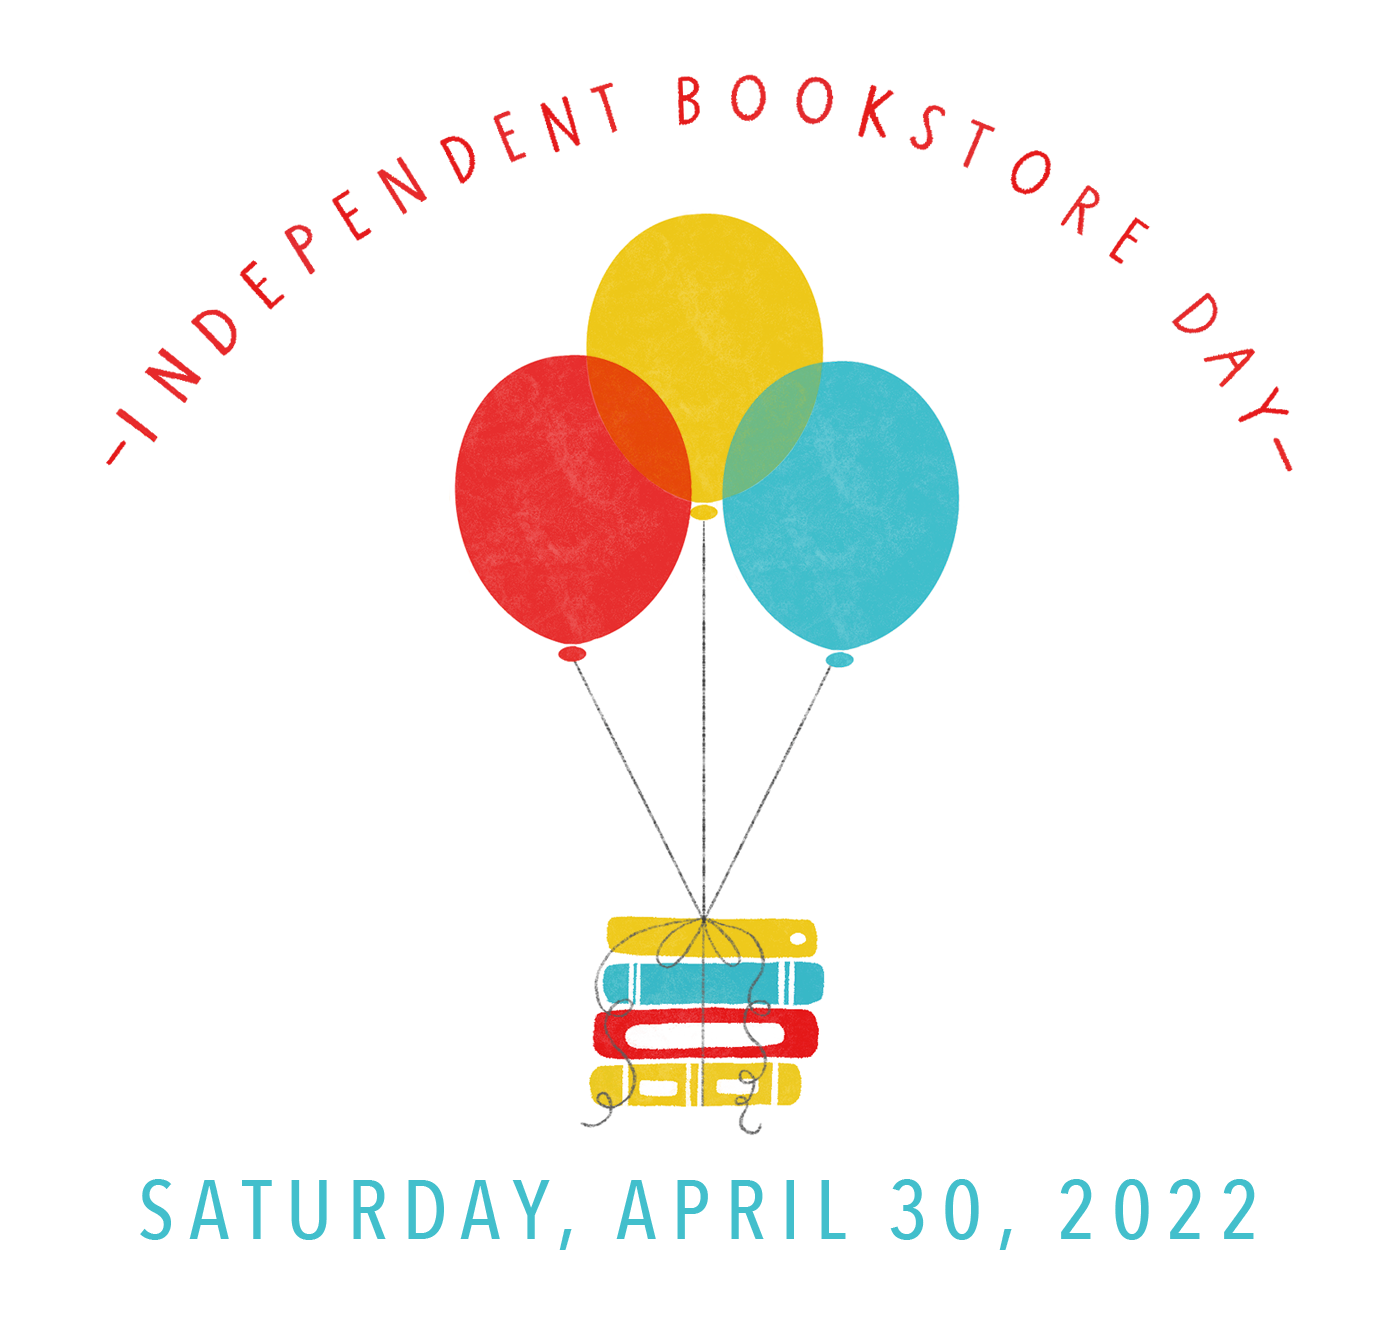 -INDEPENDENT BOOKSTORE DAY-
SATURDAY, APRIL 30, 2022